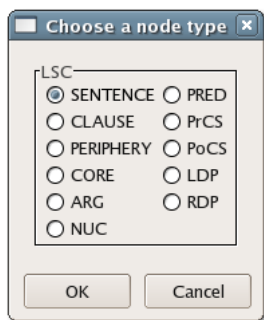 Choose a node type
LSC
SENTENCE PRED
CLAUSE PrCS
PERIPHERY PoCS
CORE LDP
ARG RDP
NUC
OK Cancel